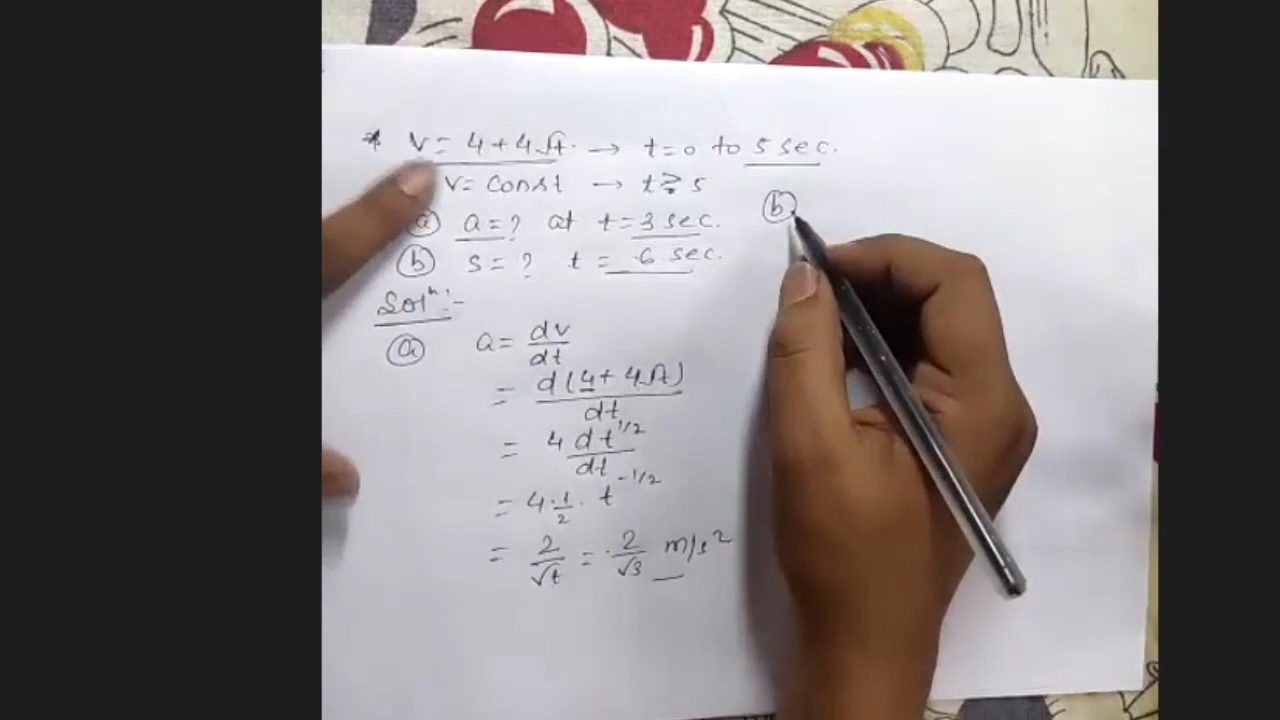 * v = 4 + 4√t. → t = 0 to 5 sec.
v = const → t ≥ 5
(a) a = ? at t = 3 sec.
(b) s = ? t = 6 sec.
Solⁿ:-
(a) a = dv/dt
= d(4 + 4√t)/dt
= 4 dt^1/2/dt
= 4 · 1/2 · t^-1/2
= 2/√t = 2/√3 m/s²
(b)